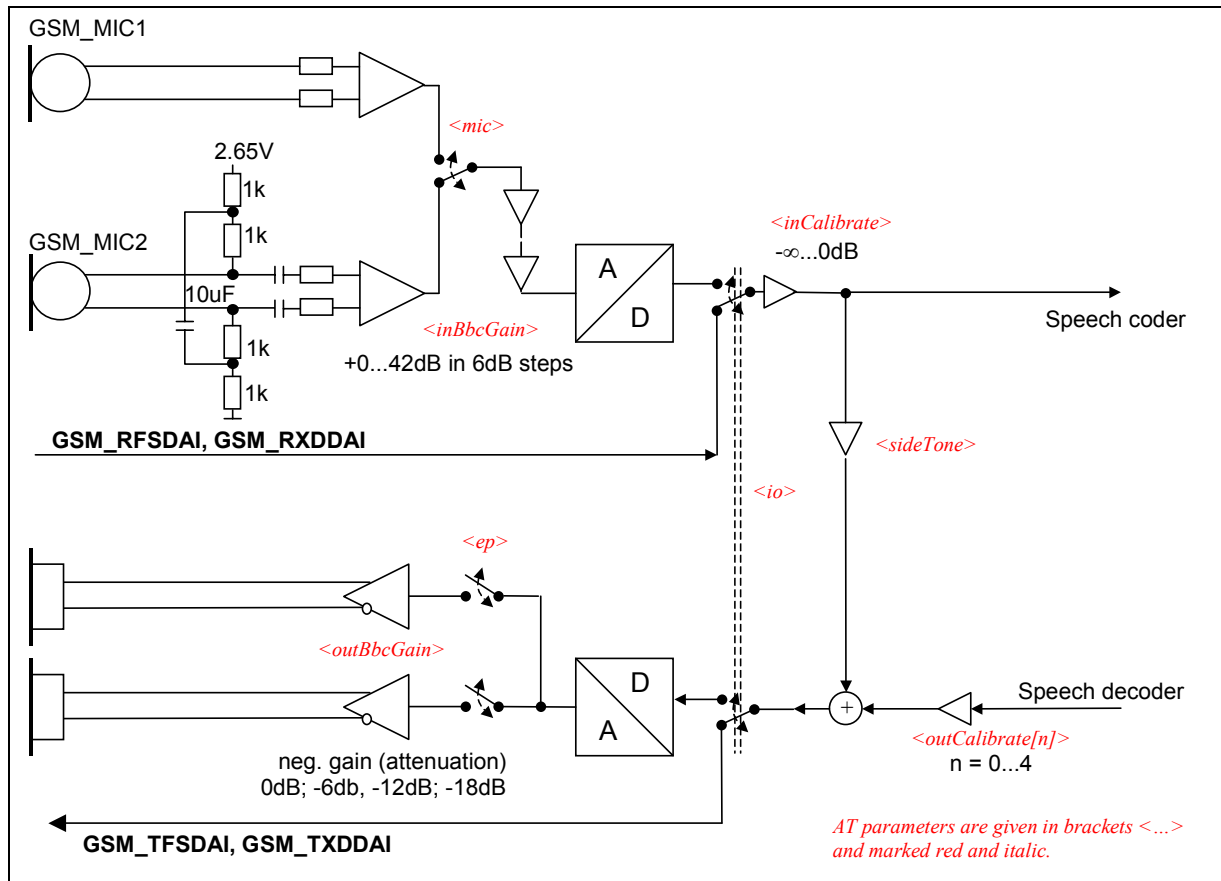 GSM_MIC1
<mic>
2.65V
1k
1k
GSM_MIC2
10uF
1k
1k
<inBbcGain>
+0...42dB in 6dB steps
A
D
<inCalibrate>
-∞...0dB
Speech coder
GSM_RFSDAI, GSM_RXDDAI
<sideTone>
<io>
<ep>
<outBbcGain>
D
A
neg. gain (attenuation)
0dB; -6db, -12dB; -18dB
+
Speech decoder
<outCalibrate[n]>
n = 0...4
GSM_TFSDAI, GSM_TXDDAI
AT parameters are given in brackets <...>
and marked red and italic.